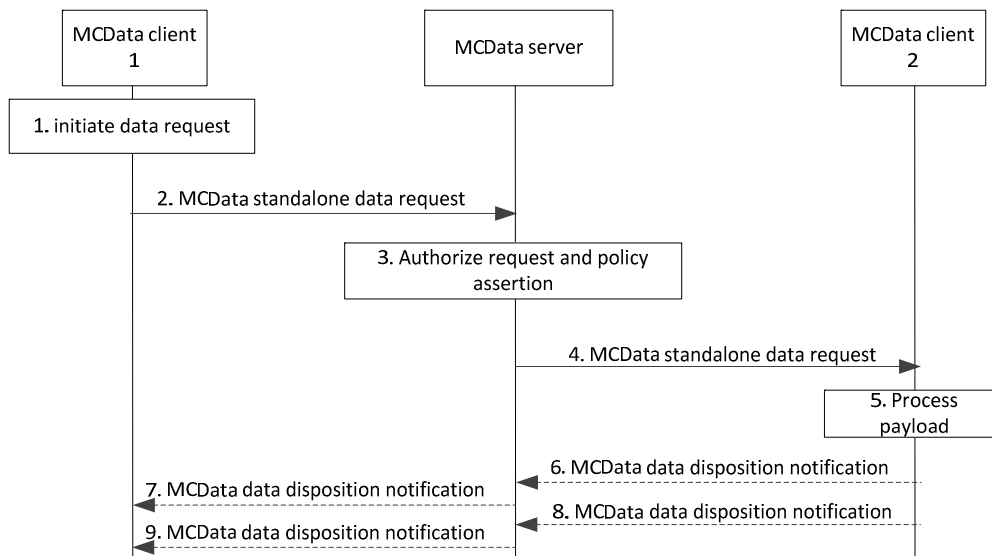 MCData client
1
MCData server
MCData client
2
1. initiate data request
2. MCData standalone data request
3. Authorize request and policy
assertion
4. MCData standalone data request
5. Process
payload
6. MCData data disposition notification
7. MCData data disposition notification
8. MCData data disposition notification
9. MCData data disposition notification